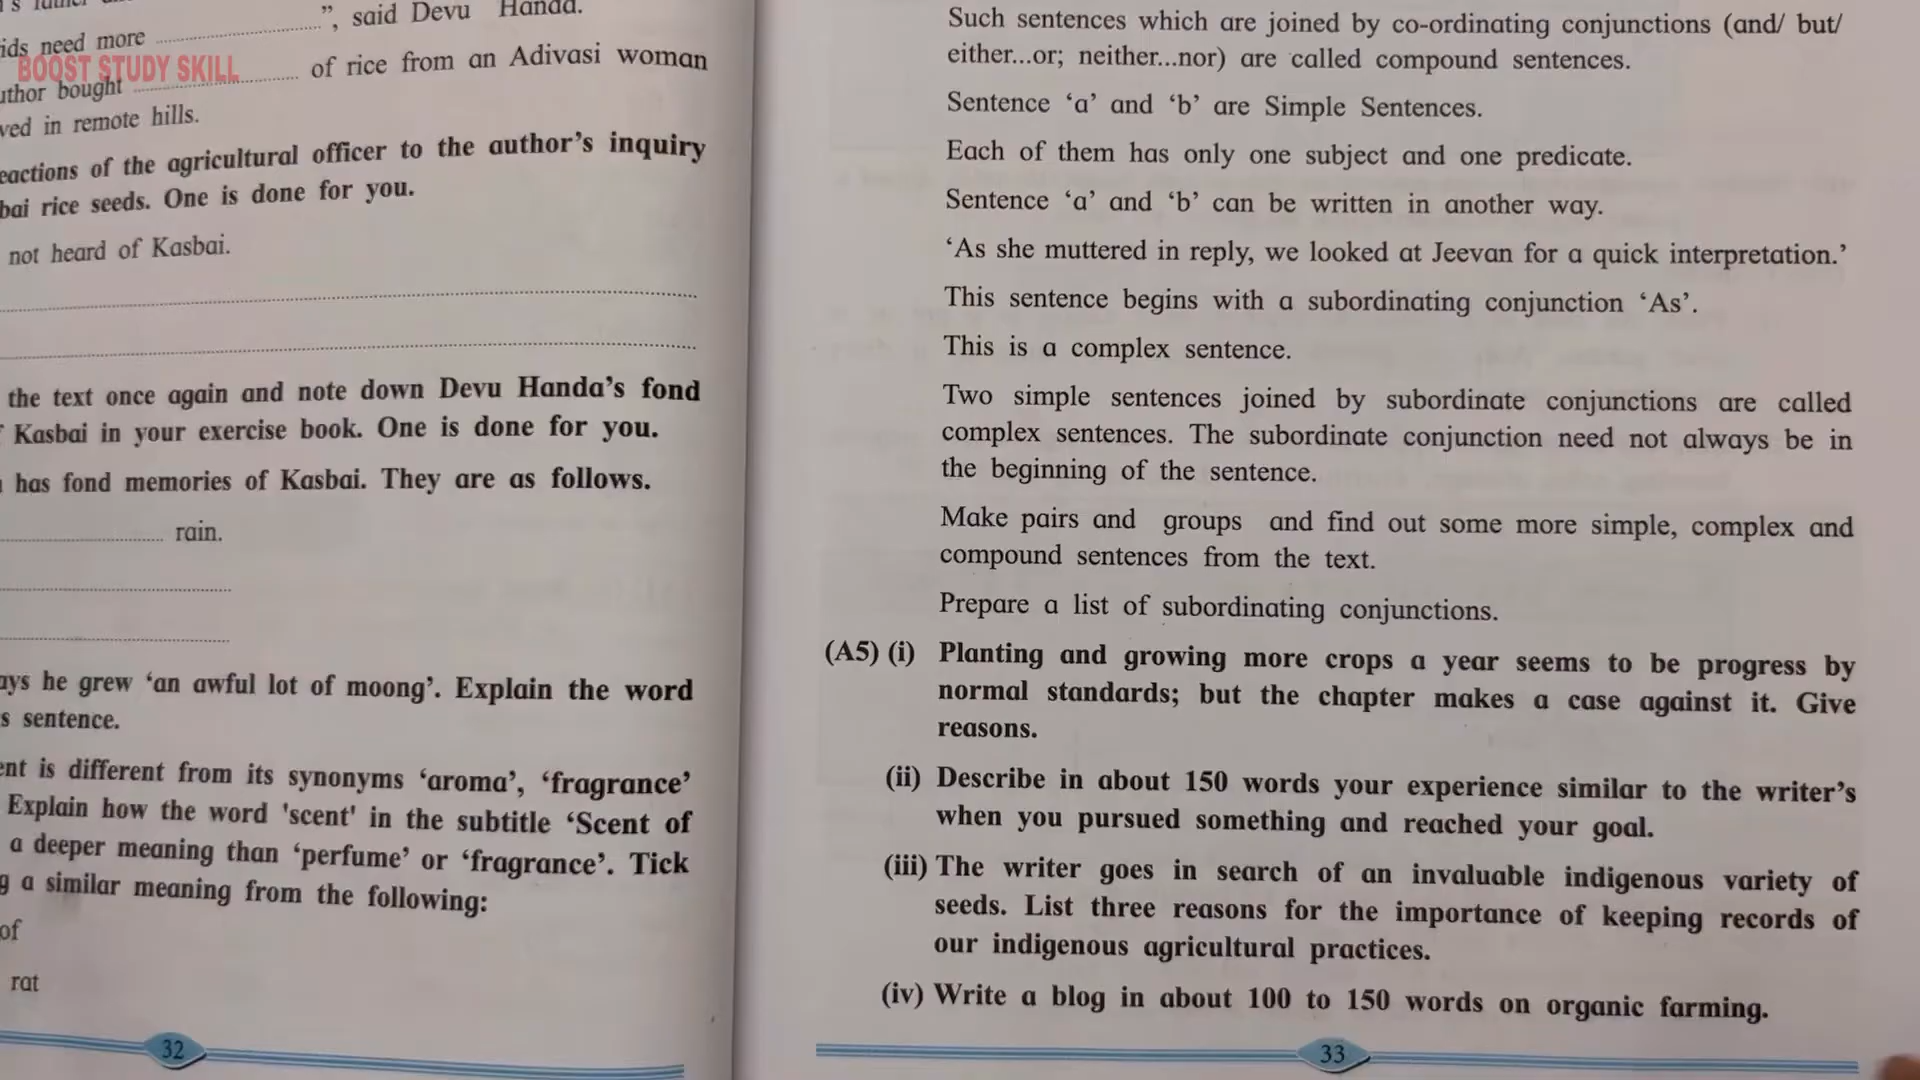 ”, said Devu Handa.
need more
BOOST STUDY SKILL
of rice from an Adivasi woman
bought
in remote hills.
of the agricultural officer to the author’s inquiry
rice seeds. One is done for you.
not heard of Kasbai.
the text once again and note down Devu Handa’s fond
Kasbai in your exercise book. One is done for you.
has fond memories of Kasbai. They are as follows.
rain.
he grew ‘an awful lot of moong’. Explain the word
sentence.
is different from its synonyms ‘aroma’, ‘fragrance’
Explain how the word 'scent' in the subtitle ‘Scent of
a deeper meaning than ‘perfume’ or ‘fragrance’. Tick
a similar meaning from the following:
of
rat
32
Such sentences which are joined by co-ordinating conjunctions (and/ but/
either...or; neither...nor) are called compound sentences.
Sentence ‘a’ and ‘b’ are Simple Sentences.
Each of them has only one subject and one predicate.
Sentence ‘a’ and ‘b’ can be written in another way.
‘As she muttered in reply, we looked at Jeevan for a quick interpretation.’
This sentence begins with a subordinating conjunction ‘As’.
This is a complex sentence.
Two simple sentences joined by subordinate conjunctions are called
complex sentences. The subordinate conjunction need not always be in
the beginning of the sentence.
Make pairs and groups and find out some more simple, complex and
compound sentences from the text.
Prepare a list of subordinating conjunctions.
(A5) (i) Planting and growing more crops a year seems to be progress by
normal standards; but the chapter makes a case against it. Give
reasons.
(ii) Describe in about 150 words your experience similar to the writer’s
when you pursued something and reached your goal.
(iii) The writer goes in search of an invaluable indigenous variety of
seeds. List three reasons for the importance of keeping records of
our indigenous agricultural practices.
(iv) Write a blog in about 100 to 150 words on organic farming.
33